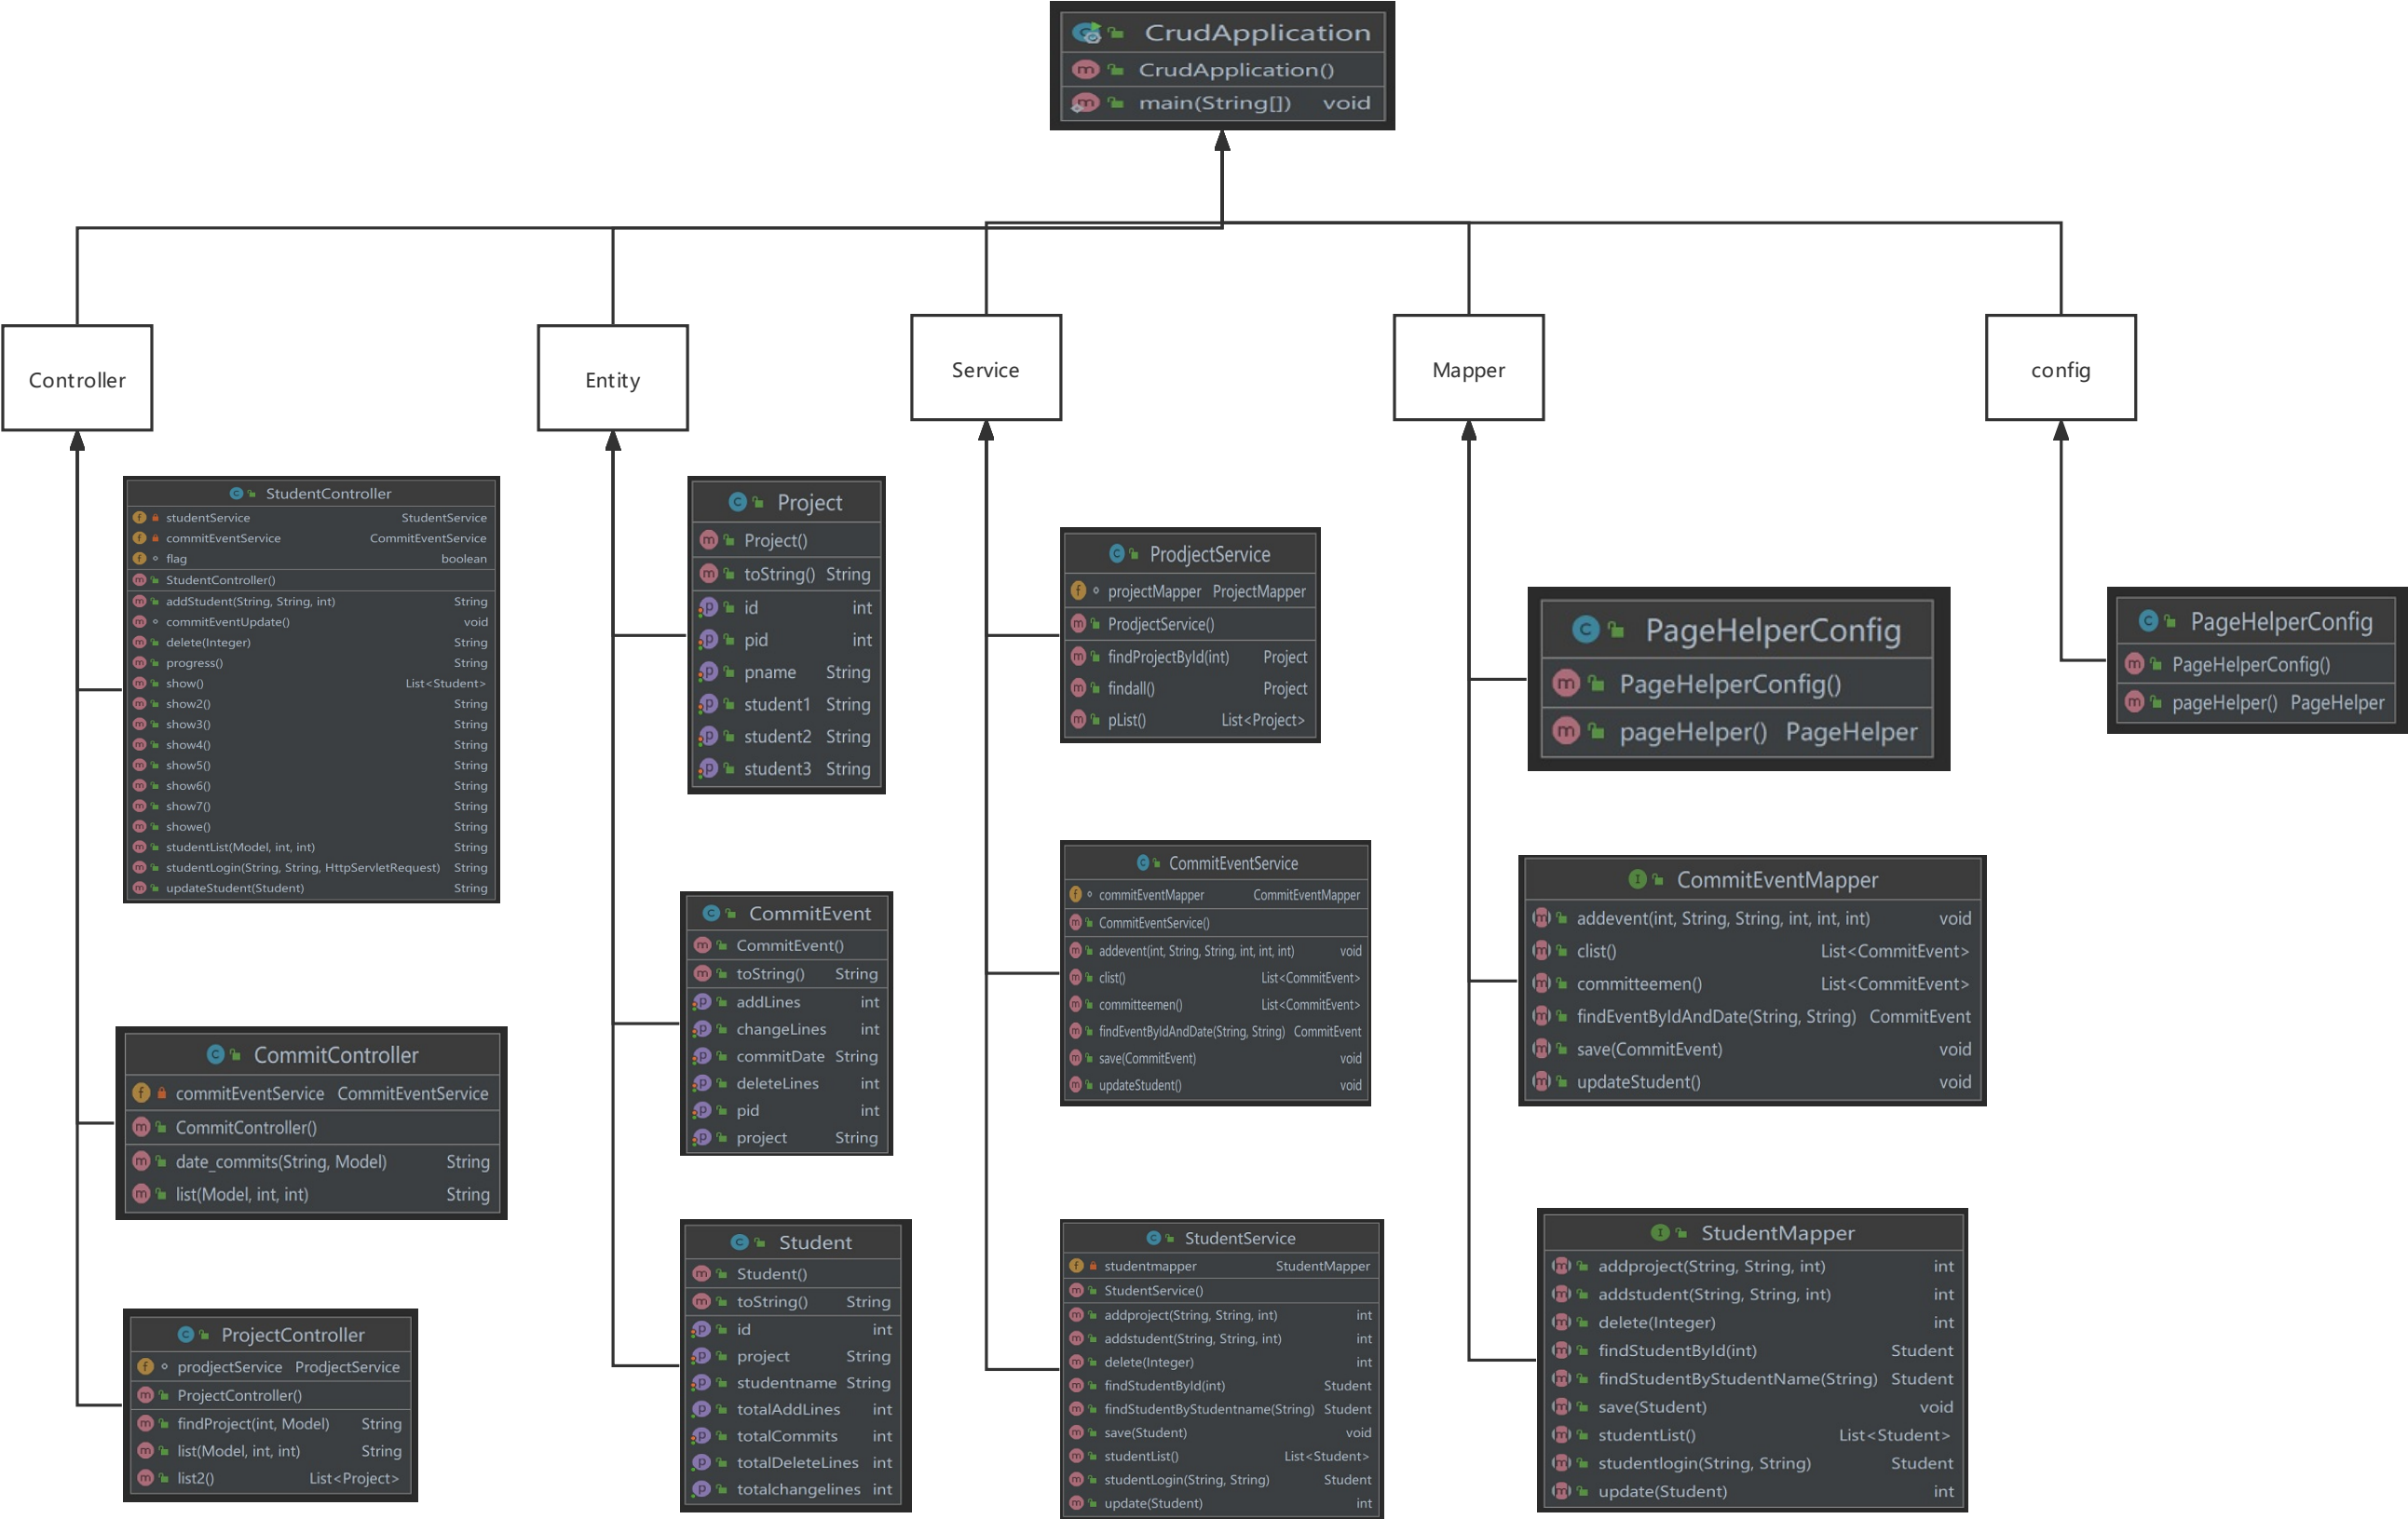 CrudApplication
CrudApplication()
main(String[]) void
Controller
Entity
Service
Mapper
config
StudentController
studentService StudentService
commitEventService CommitEventService
flag boolean
StudentController()
addStudent(String, String, int) String
commitEventUpdate() void
delete(Integer) String
progress() String
show() List<Student>
show2() String
show3() String
show4() String
show5() String
show6() String
show7() String
showe() String
studentList(Model, int, int) String
studentLogin(String, String, HttpServletRequest) String
updateStudent(Student) String
CommitController
commitEventService CommitEventService
CommitController()
date_commits(String, Model) String
list(Model, int, int) String
ProjectController
prodjectService ProdjectService
ProjectController()
findProject(int, Model) String
list(Model, int, int) String
list2() List<Project>
Project
Project()
toString() String
id int
pid int
pname String
student1 String
student2 String
student3 String
CommitEvent
CommitEvent()
toString() String
addLines int
changeLines int
commitDate String
deleteLines int
pid int
project String
Student
Student()
toString() String
id int
project String
studentname String
totalAddLines int
totalCommits int
totalDeleteLines int
totalchangelines int
ProdjectService
projectMapper ProjectMapper
ProdjectService()
findProjectById(int) Project
findall() Project
pList() List<Project>
CommitEventService
commitEventMapper CommitEventMapper
CommitEventService()
addevent(int, String, String, int, int, int) void
clist() List<CommitEvent>
committeemen() List<CommitEvent>
findEventByIdAndDate(String, String) CommitEvent
save(CommitEvent) void
updateStudent() void
StudentService
studentmapper StudentMapper
StudentService()
addproject(String, String, int) int
addstudent(String, String, int) int
delete(Integer) int
findStudentById(int) Student
findStudentByStudentname(String) Student
save(Student) void
studentList() List<Student>
studentLogin(String, String) Student
update(Student) int
PageHelperConfig
PageHelperConfig()
pageHelper() PageHelper
CommitEventMapper
addevent(int, String, String, int, int, int) void
clist() List<CommitEvent>
committeemen() List<CommitEvent>
findEventByIdAndDate(String, String) CommitEvent
save(CommitEvent) void
updateStudent() void
StudentMapper
addproject(String, String, int) int
addstudent(String, String, int) int
delete(Integer) int
findStudentById(int) Student
findStudentByStudentName(String) Student
save(Student) void
studentList() List<Student>
studentlogin(String, String) Student
update(Student) int
PageHelperConfig
PageHelperConfig()
pageHelper() PageHelper